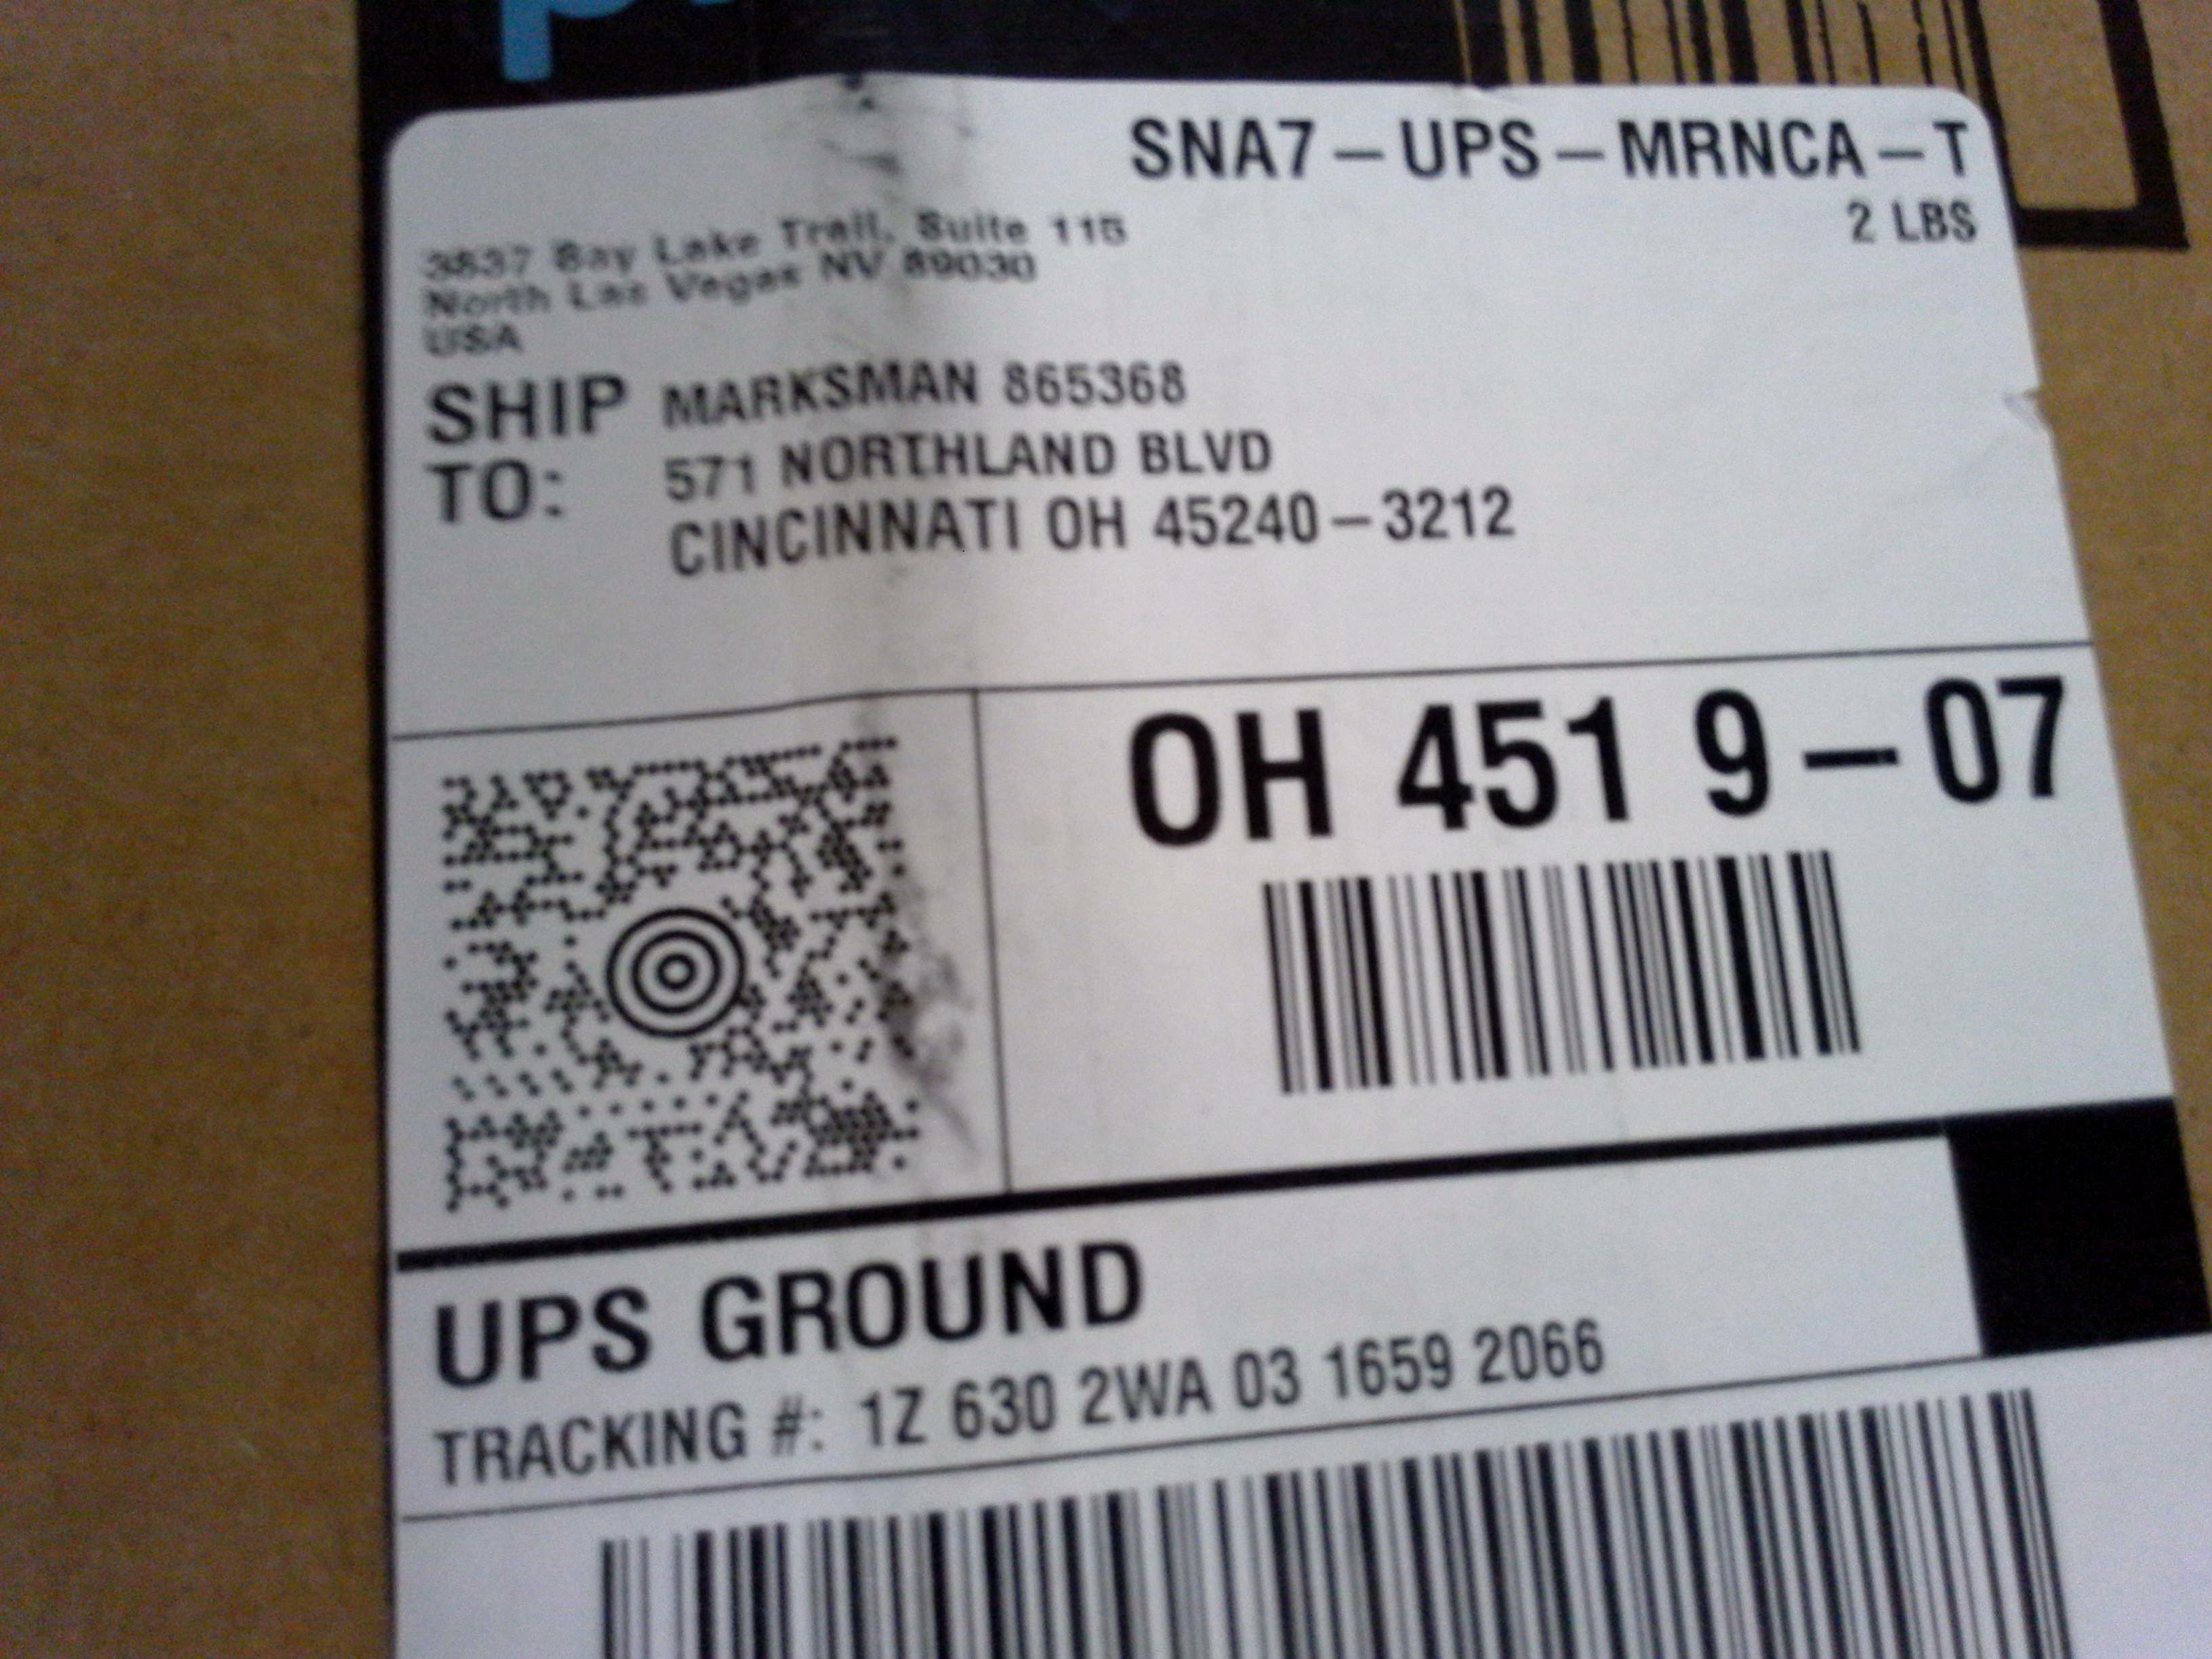 SNA7-UPS-MRNCA-T
2 LBS
3837 Bay Lake Trail, Suite 115
North Las Vegas NV 89030
USA
SHIP TO: MARKSMAN 865368
571 NORTHLAND BLVD
CINCINNATI OH 45240-3212
OH 451 9-07
UPS GROUND
TRACKING #: 1Z 630 2WA 03 1659 2066